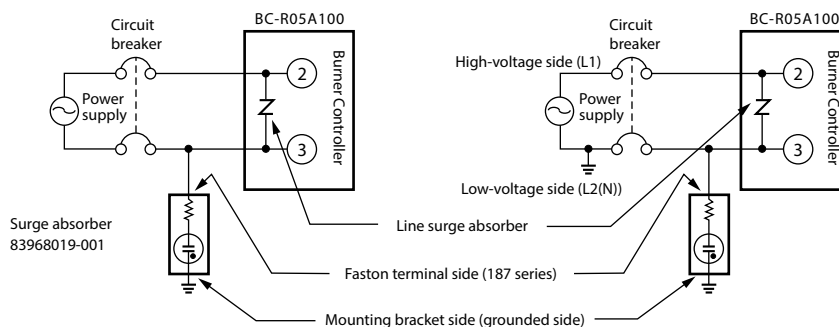 Circuit
breaker
BC-R05A100
Power
supply
2
3
Burner Controller
Surge absorber
83968019-001
Circuit
breaker
BC-R05A100
High-voltage side (L1)
Power
supply
2
3
Burner Controller
Low-voltage side (L2(N))
Line surge absorber
Faston terminal side (187 series)
Mounting bracket side (grounded side)